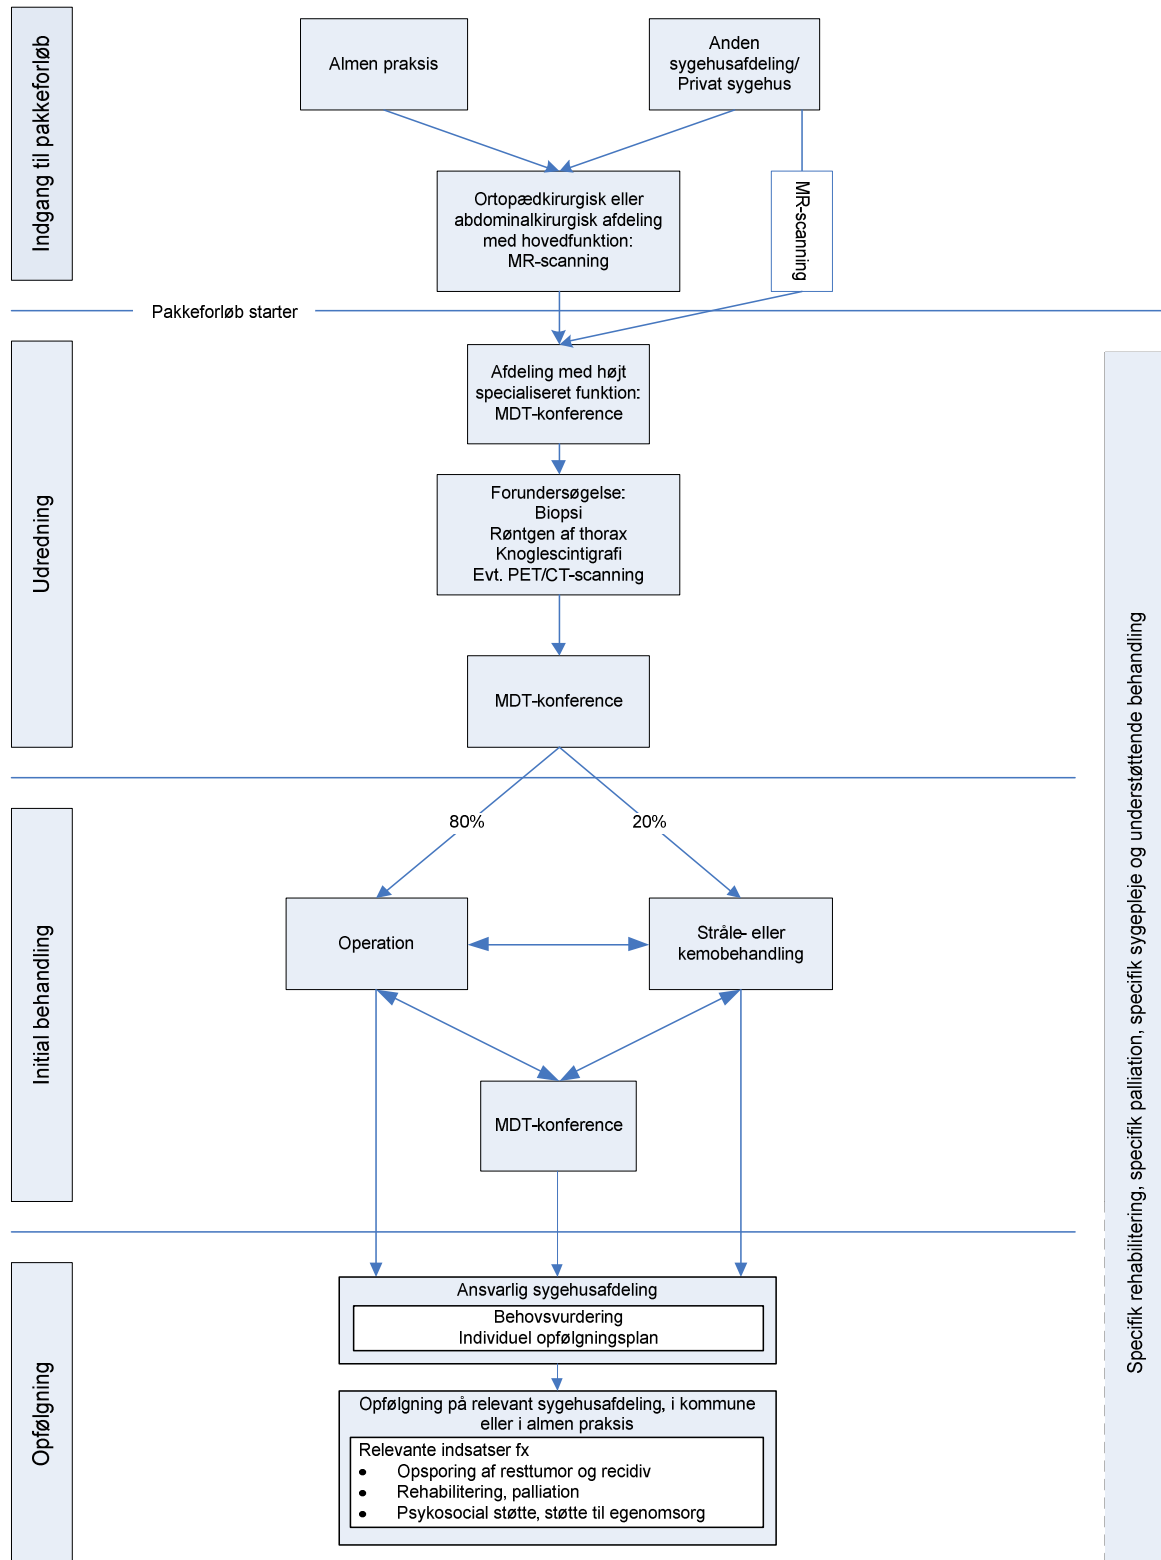 Indgang til pakkeforløb
Almen praksis
Anden
sygehusafdeling/
Privat sygehus
Ortopædkirurgisk eller
abdominalkirurgisk afdeling
med hovedfunktion:
MR-scanning
MR-scanning
Pakkeforløb starter
Udredning
Afdeling med højt
specialiseret funktion:
MDT-konference
Forundersøgelse:
Biopsi
Røntgen af thorax
Knoglescintigrafi
Evt. PET/CT-scanning
MDT-konference
Initial behandling
80%
20%
Operation
Stråle- eller
kemobehandling
MDT-konference
Opfølgning
Ansvarlig sygehusafdeling
Behovsvurdering
Individuel opfølgningsplan
Opfølgning på relevant sygehusafdeling, i kommune
eller i almen praksis
Relevante indsatser fx
• Opsporing af resttumor og recidiv
• Rehabilitering, palliation
• Psykosocial støtte, støtte til egenomsorg
Specifik rehabilitering, specifik palliation, specifik sygepleje og understøttende behandling